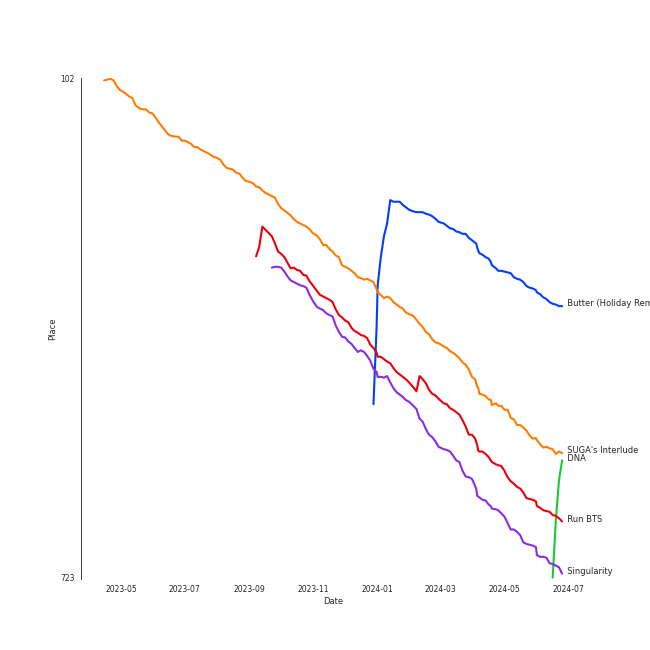 102
Place
Butter (Holiday Rem
SUGA's Interlude
DNA
Run BTS
Singularity
723
2023-05 2023-07 2023-09 2023-11 2024-01 2024-03 2024-05 2024-07
Date